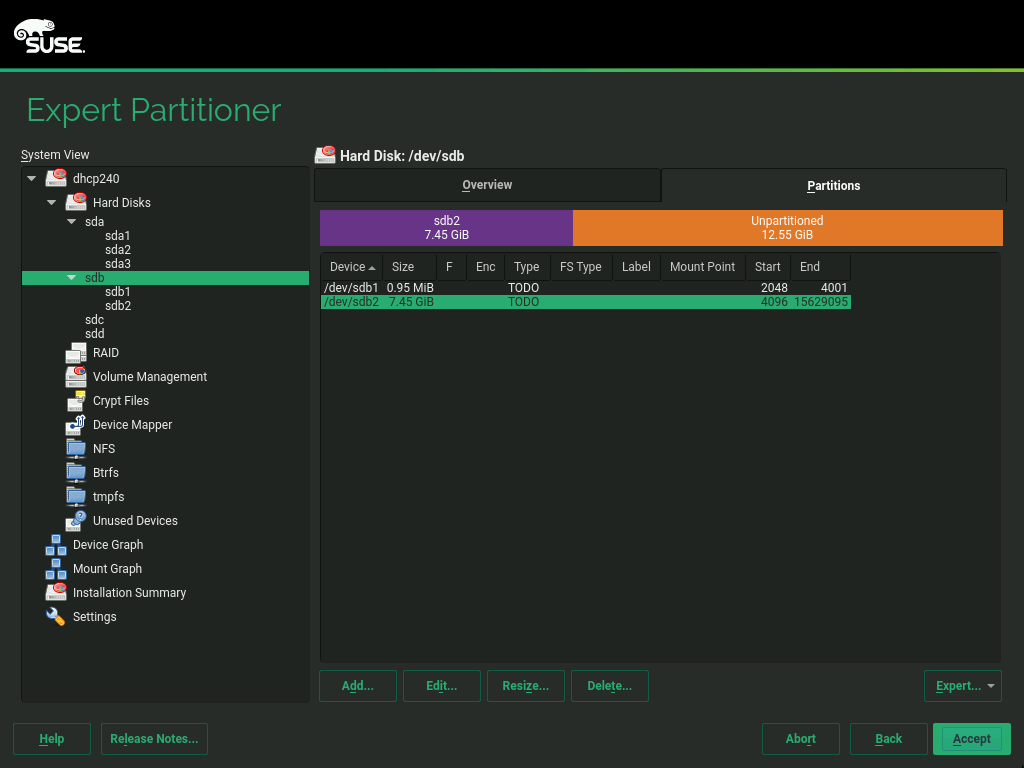 SUSE
Expert Partitioner
System View
dhcp240
Hard Disks
sda
sda1
sda2
sda3
sdb
sdb1
sdb2
sdc
sdd
RAID
Volume Management
Crypt Files
Device Mapper
NFS
Btrfs
tmpfs
Unused Devices
Device Graph
Mount Graph
Installation Summary
Settings
Hard Disk: /dev/sdb
Overview Partitions
sdb2 Unpartitioned
7.45 GiB 12.55 GiB
Device Size F Enc Type FS Type Label Mount Point Start End
/dev/sdb1 0.95 MiB TODO 2048 4001
/dev/sdb2 7.45 GiB TODO 4096 15629095
Add... Edit... Resize... Delete... Expert...
Help Release Notes... Abort Back Accept